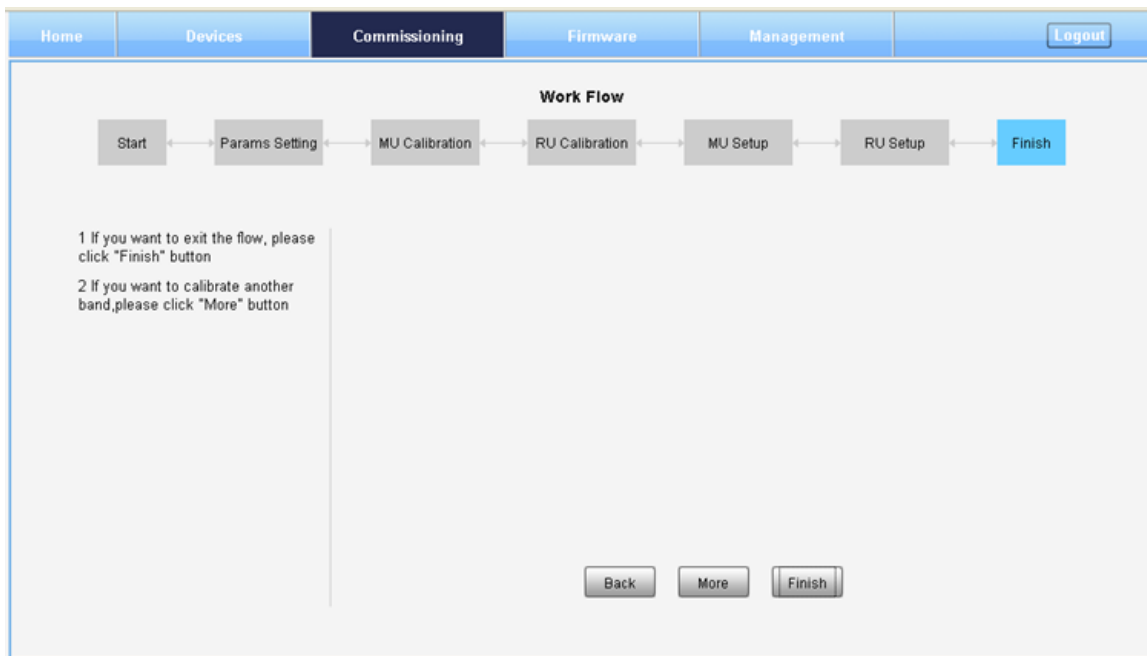 Home Devices Commissioning Firmware Management Logout
Work Flow
Start Params Setting MU Calibration RU Calibration MU Setup RU Setup Finish
1 If you want to exit the flow, please
click "Finish" button
2 If you want to calibrate another
band,please click "More" button
Back More Finish